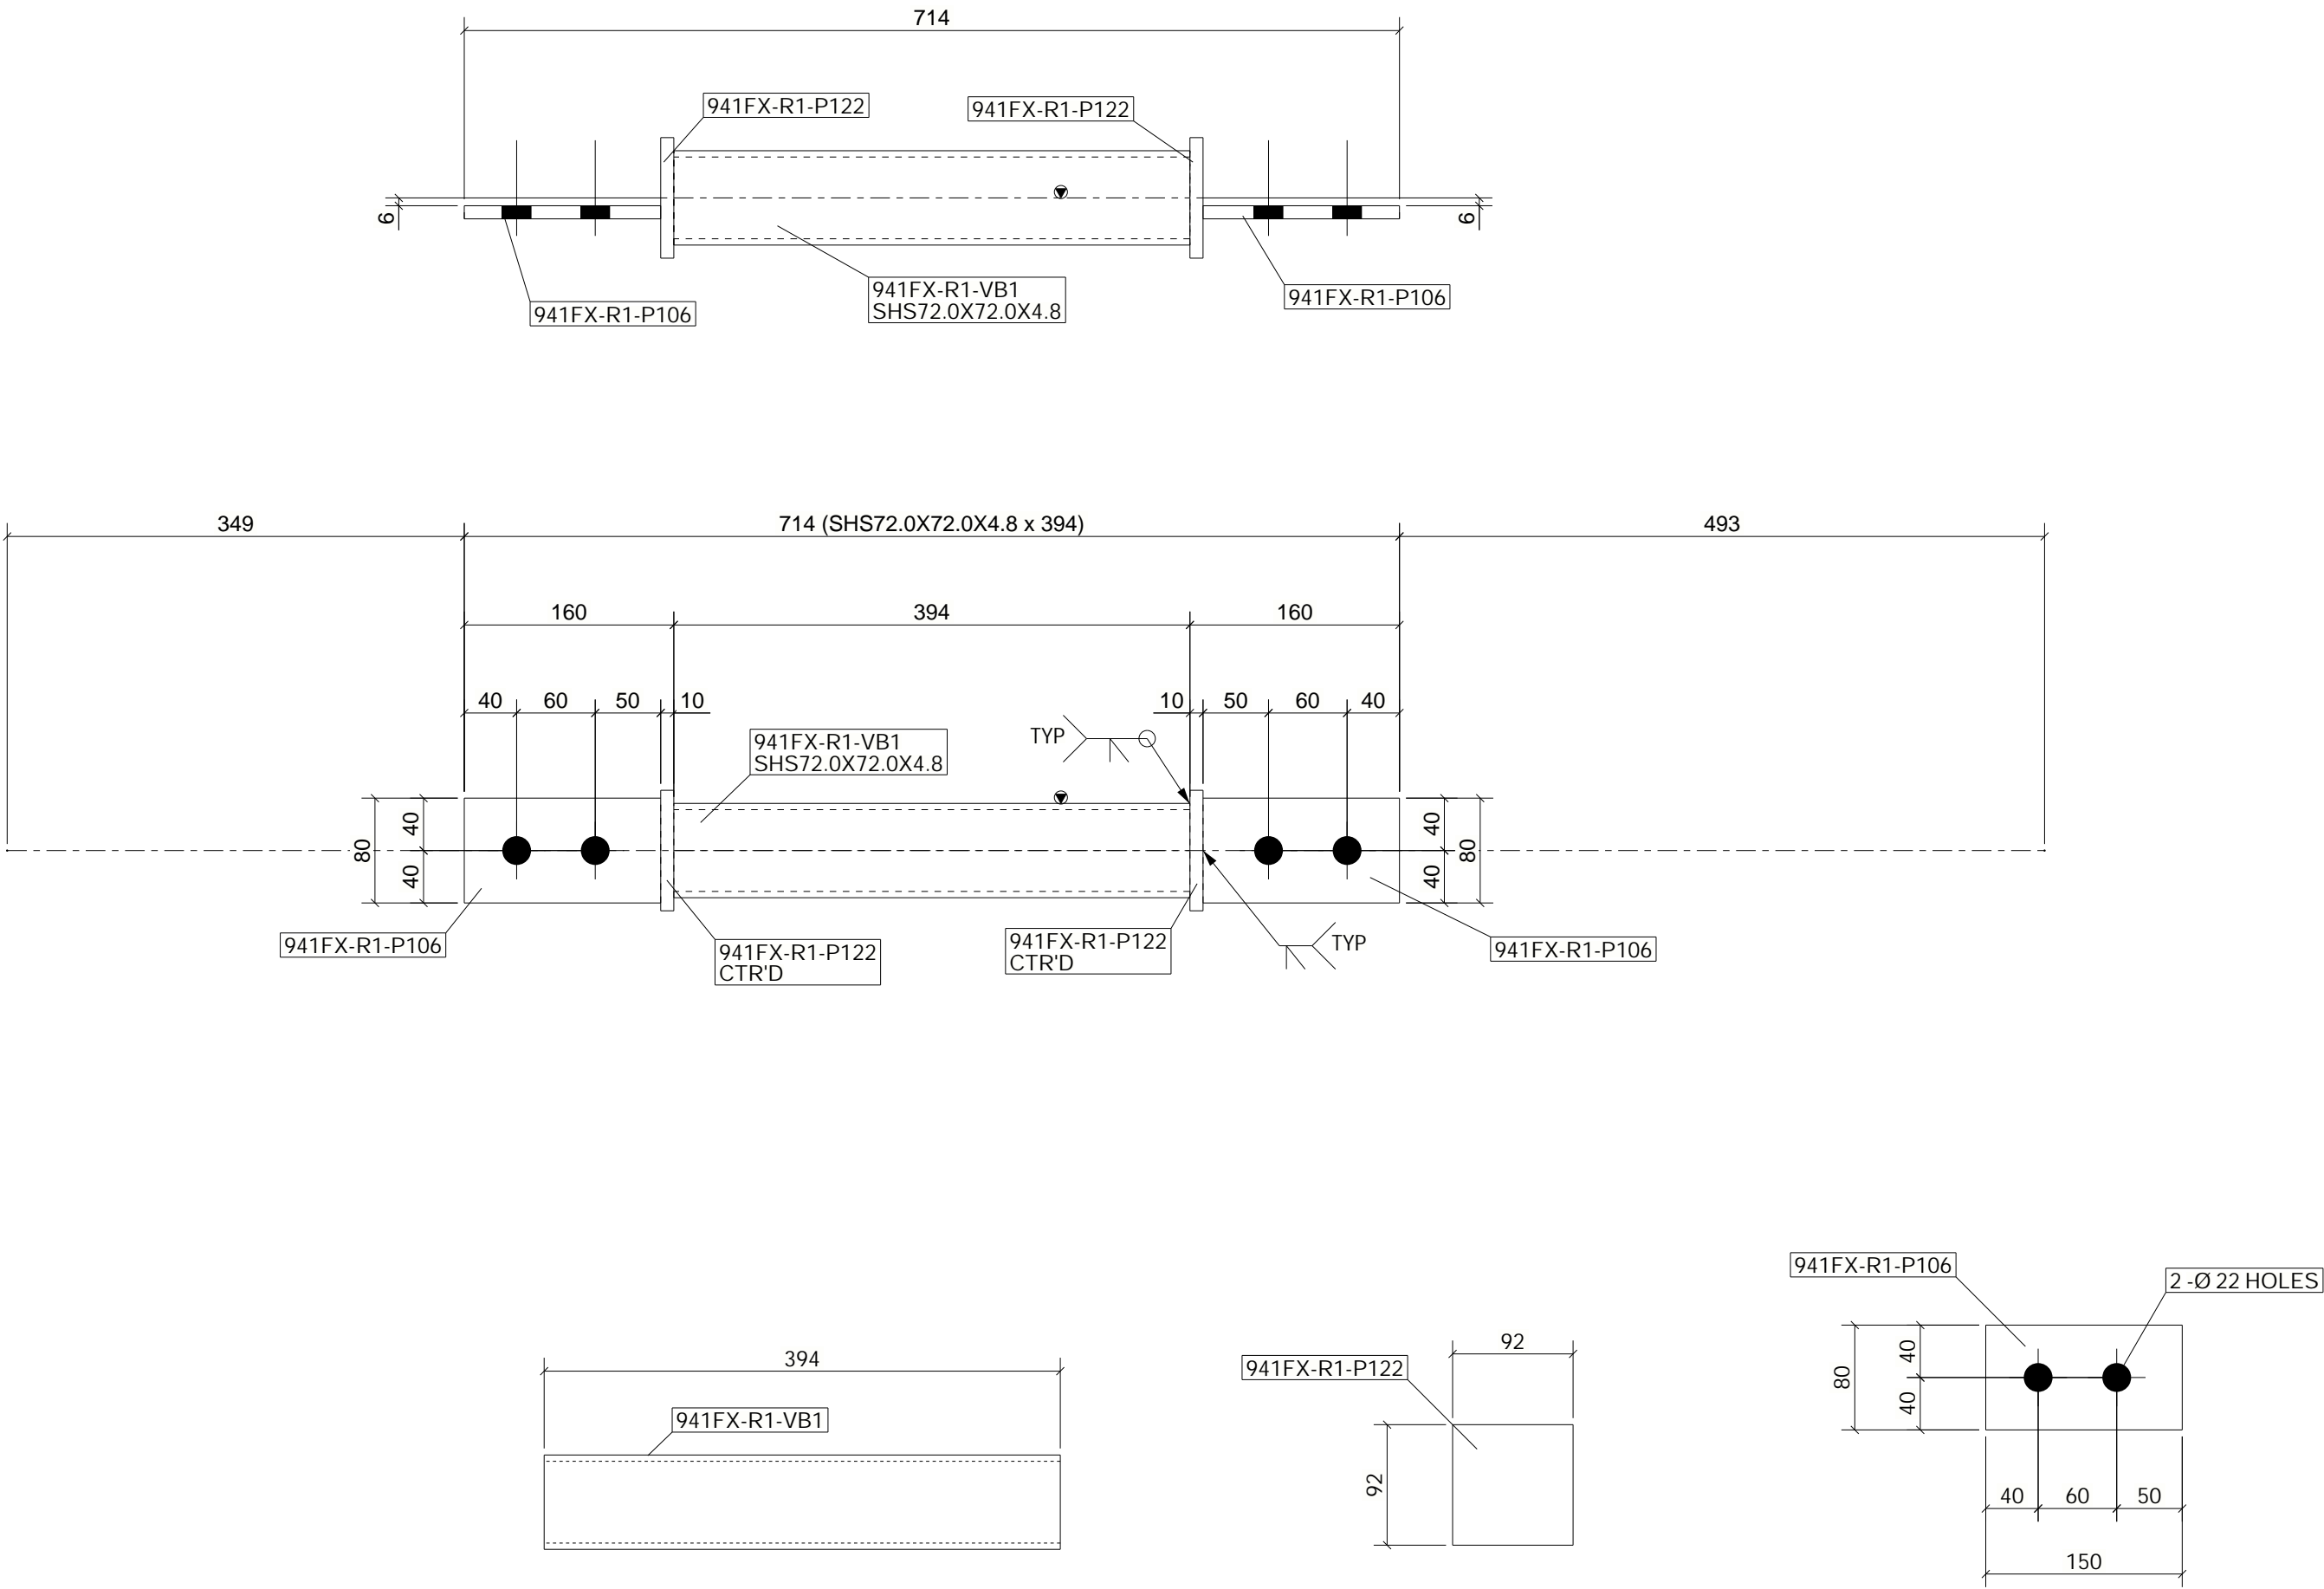 714
941FX-R1-P122
941FX-R1-P122
6
6
941FX-R1-P106
941FX-R1-VB1
SHS72.0X72.0X4.8
941FX-R1-P106
349
714 (SHS72.0X72.0X4.8 x 394)
493
160
394
160
40
60
50
10
10
50
60
40
941FX-R1-VB1
SHS72.0X72.0X4.8
TYP
80
40
40
40
40
80
941FX-R1-P106
941FX-R1-P122
CTR'D
941FX-R1-P122
CTR'D
TYP
941FX-R1-P106
394
941FX-R1-VB1
92
941FX-R1-P122
92
941FX-R1-P106
2 -Ø 22 HOLES
80
40
40
40
60
50
150